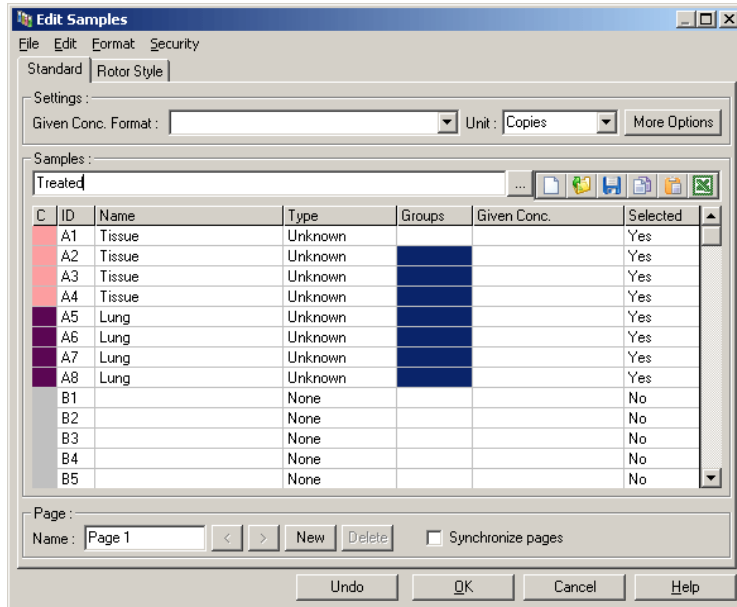 Edit Samples
File Edit Format Security
Standard Rotor Style
Settings :
Given Conc. Format : Unit : Copies More Options
Samples :
Treated ...
C ID Name Type Groups Given Conc. Selected
A1 Tissue Unknown Yes
A2 Tissue Unknown Yes
A3 Tissue Unknown Yes
A4 Tissue Unknown Yes
A5 Lung Unknown Yes
A6 Lung Unknown Yes
A7 Lung Unknown Yes
A8 Lung Unknown Yes
B1 None No
B2 None No
B3 None No
B4 None No
B5 None No
Page :
Name : Page 1 < > New Delete Synchronize pages
Undo OK Cancel Help